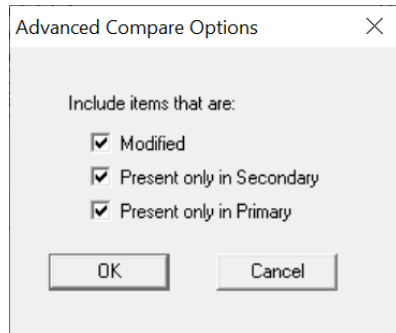 Advanced Compare Options
Include items that are:
Modified
Present only in Secondary
Present only in Primary
OK Cancel